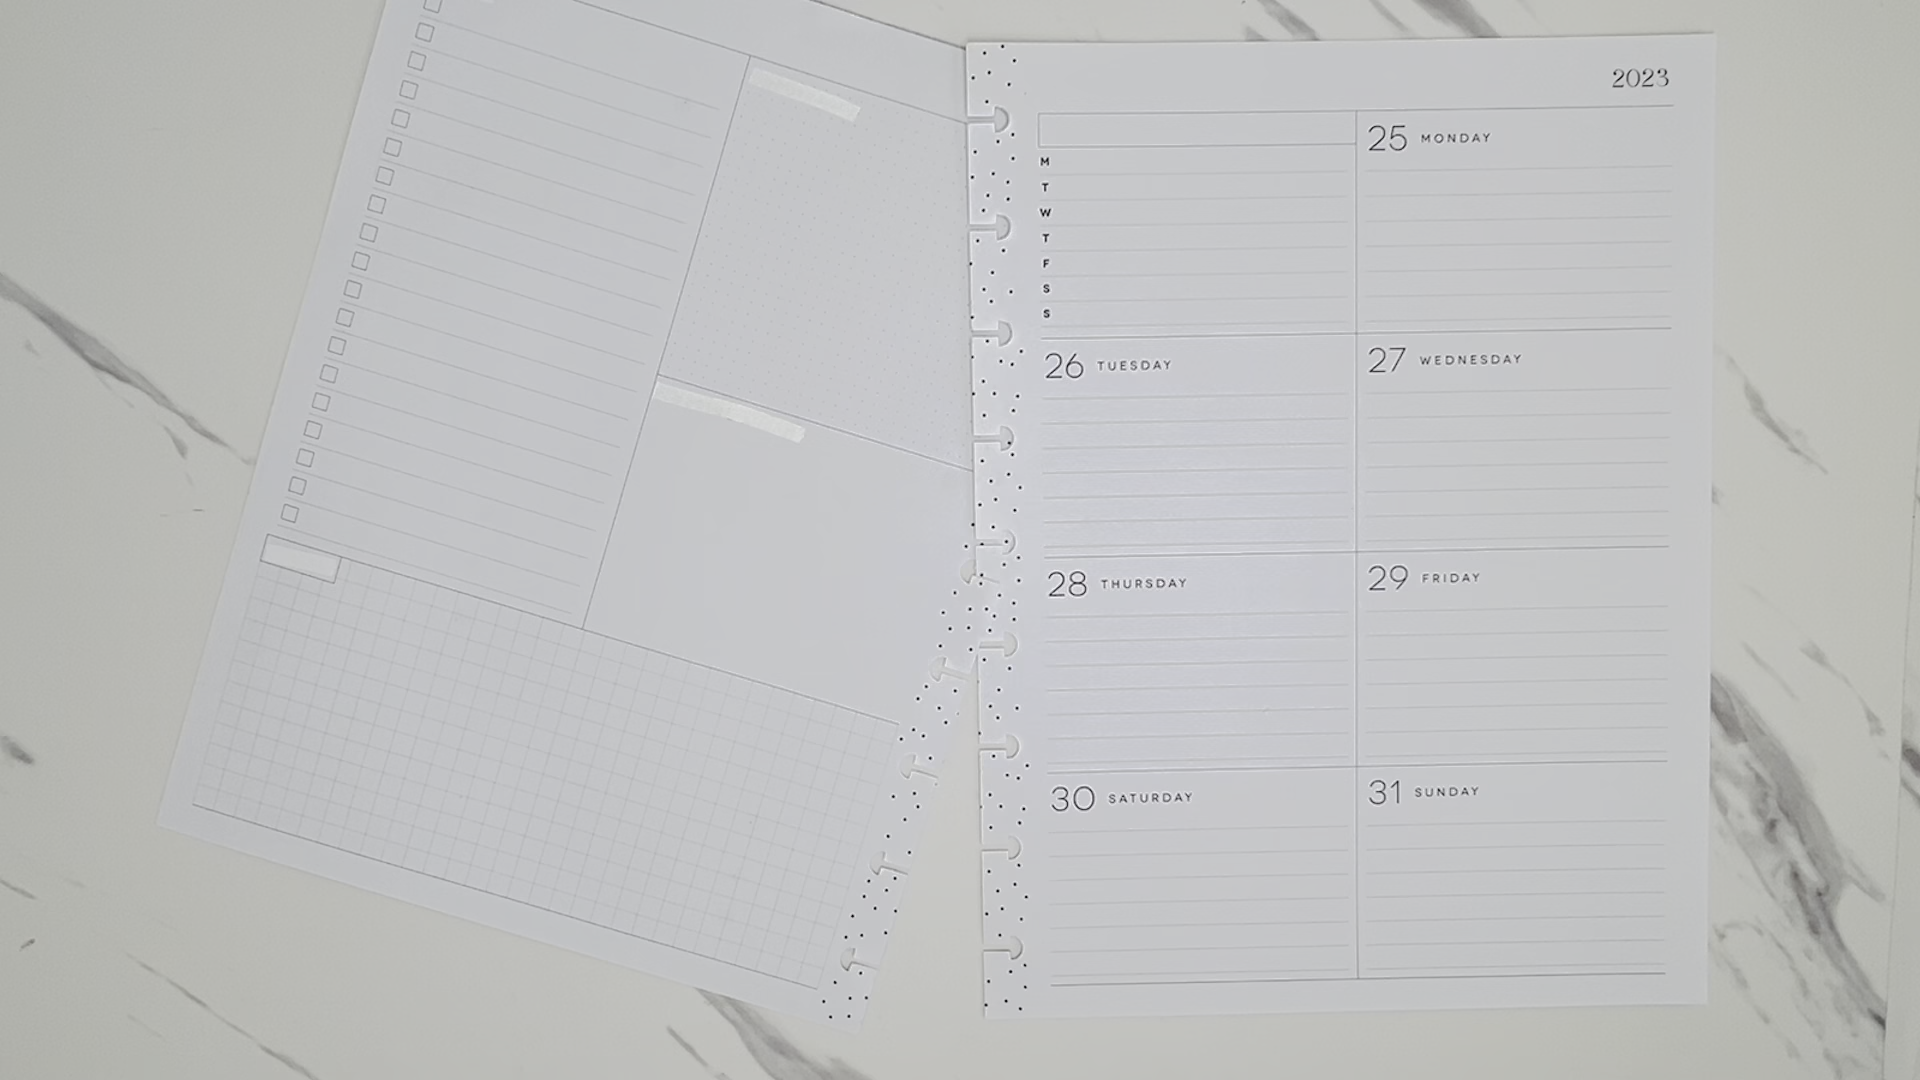 2023
25 MONDAY
M
T
W
T
F
S
S
26 TUESDAY
27 WEDNESDAY
28 THURSDAY
29 FRIDAY
30 SATURDAY
31 SUNDAY